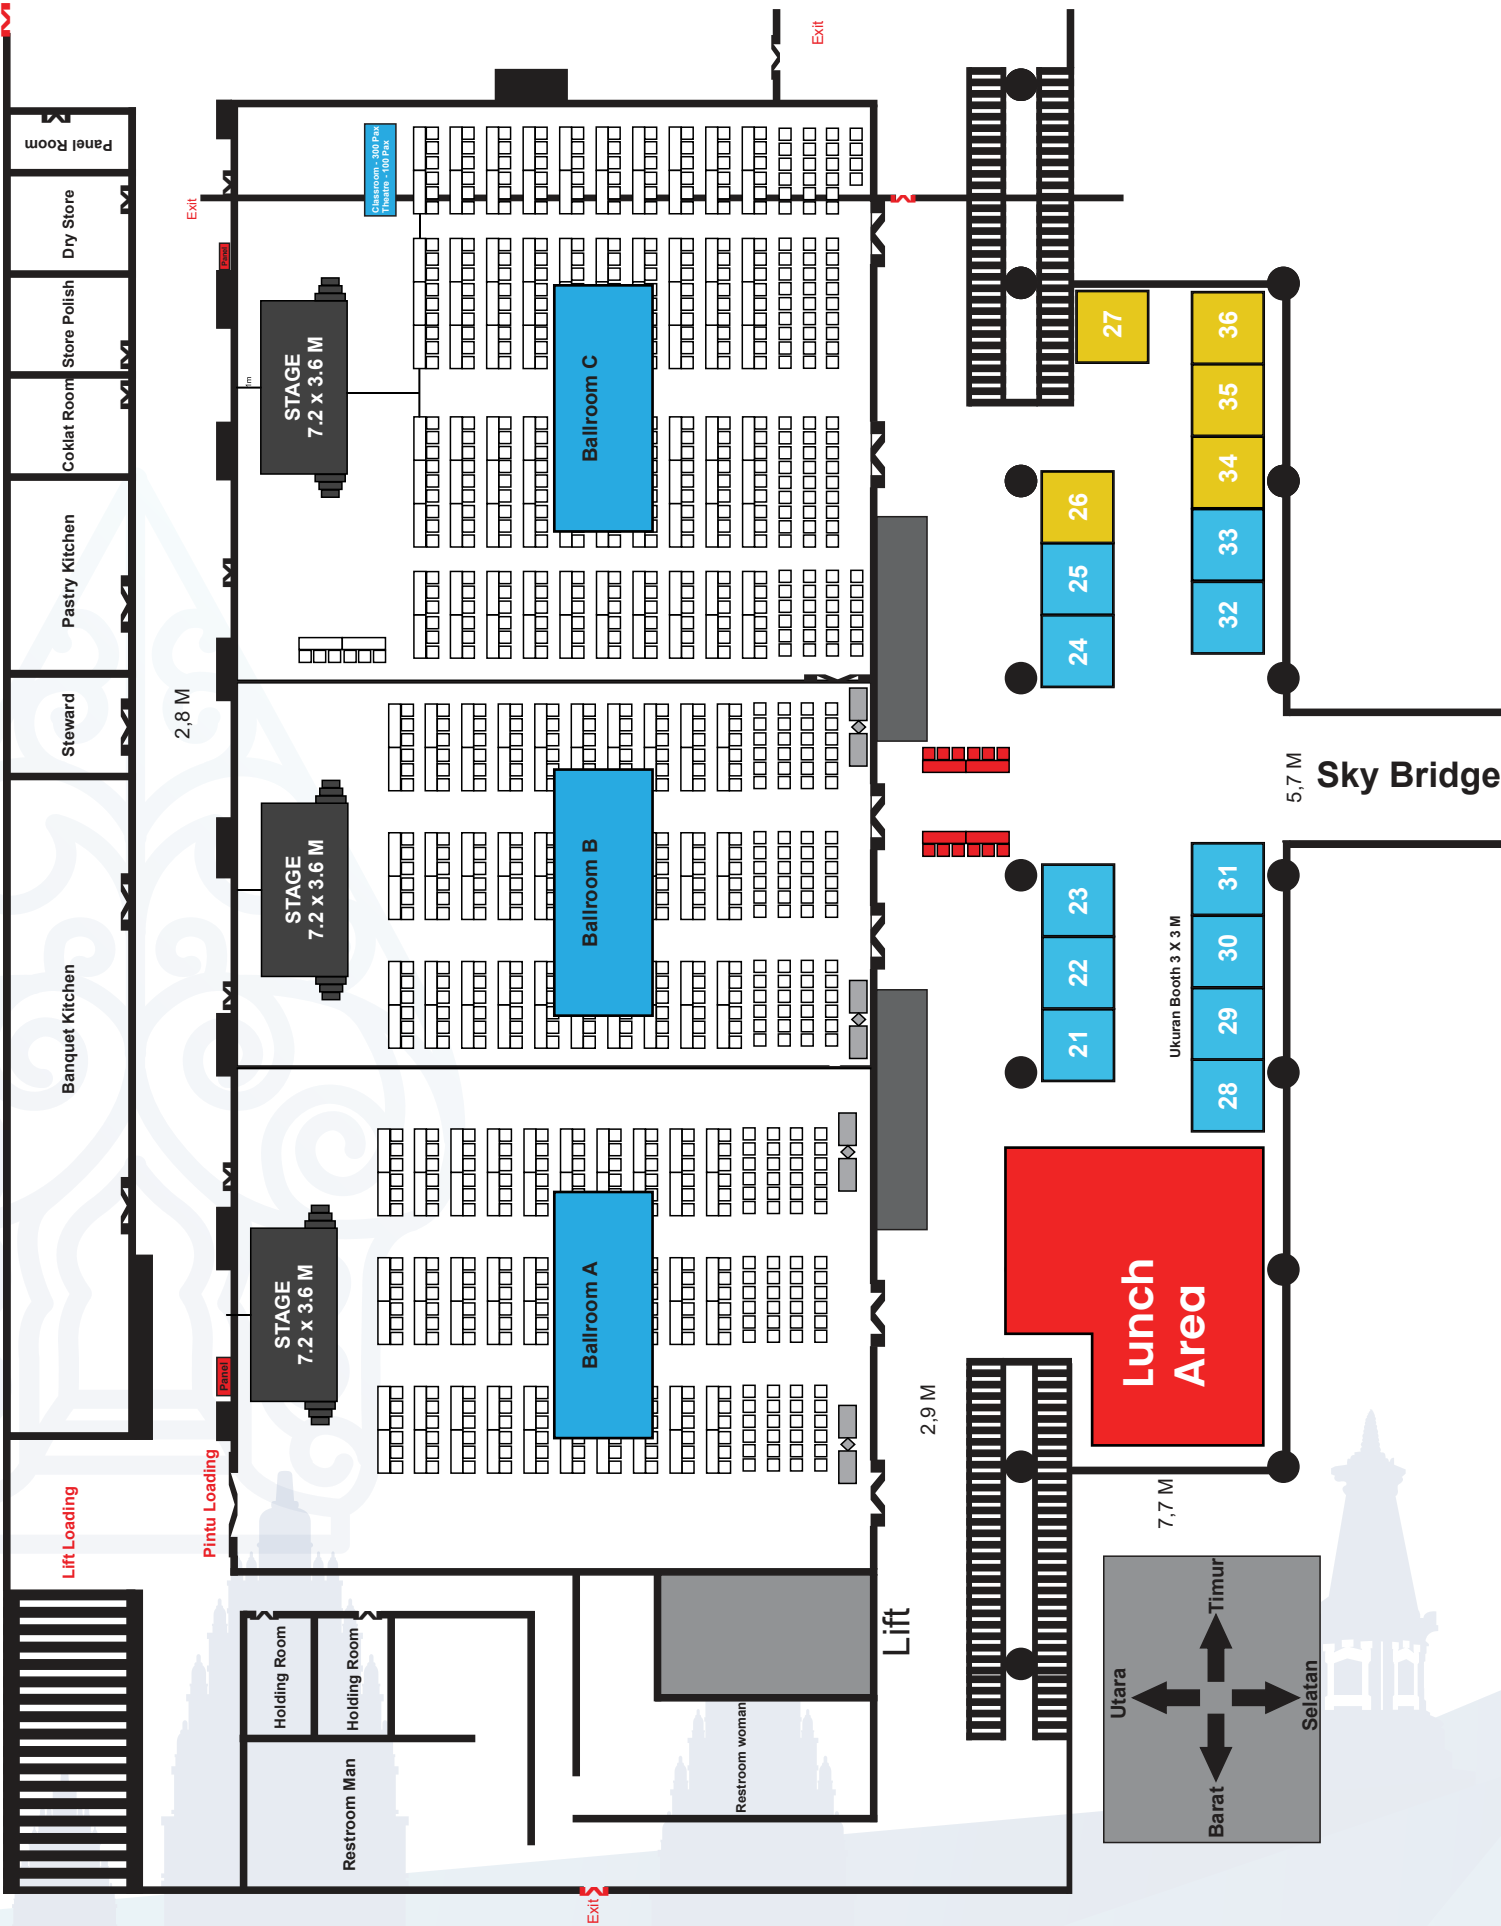 Exit
Panel Room
Dry Store
Store Polish
Coklat Room
Pastry Kitchen
Steward
Banquet Kitchen
Lift Loading
Exit
Panel
Classroom - 300 Pax
Theatre - 100 Pax
1m
STAGE
7.2 x 3.6 M
Ballroom C
2,8 M
STAGE
7.2 x 3.6 M
Ballroom B
STAGE
7.2 x 3.6 M
Ballroom A
Panel
Pintu Loading
27
36
35
34
33
32
26
25
24
5,7 M
Sky Bridge
23
22
21
31
30
29
28
Ukuran Booth 3 X 3 M
Lunch
Area
2,9 M
7,7 M
Lift
Holding Room
Holding Room
Restroom Man
Restroom woman
Exit
Utara
Timur
Selatan
Barat